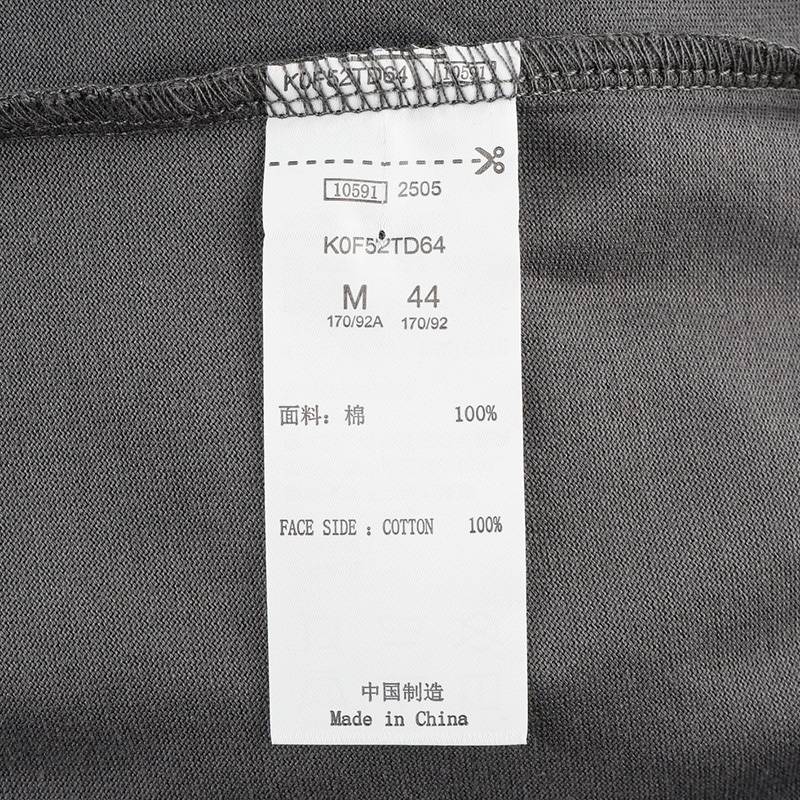 K0F52TD64 10591
10591 2505
K0F52TD64
M 44
170/92A 170/92
面料：棉 100%
FACE SIDE : COTTON 100%
中国制造
Made in China